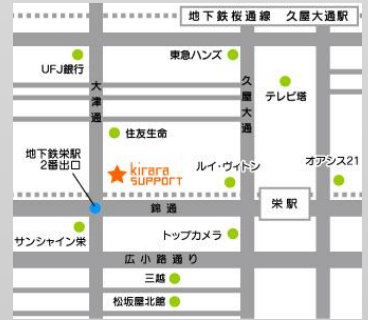 地下鉄桜通線 久屋大通駅
東急ハンズ
UFJ銀行
大津通
久屋大通
テレビ塔
住友生命
地下鉄栄駅
2番出口
kirara
SUPPORT
ルイ・ヴィトン
オアシス21
錦通
栄駅
サンシャイン栄
トップカメラ
広小路通り
三越
松坂屋北館